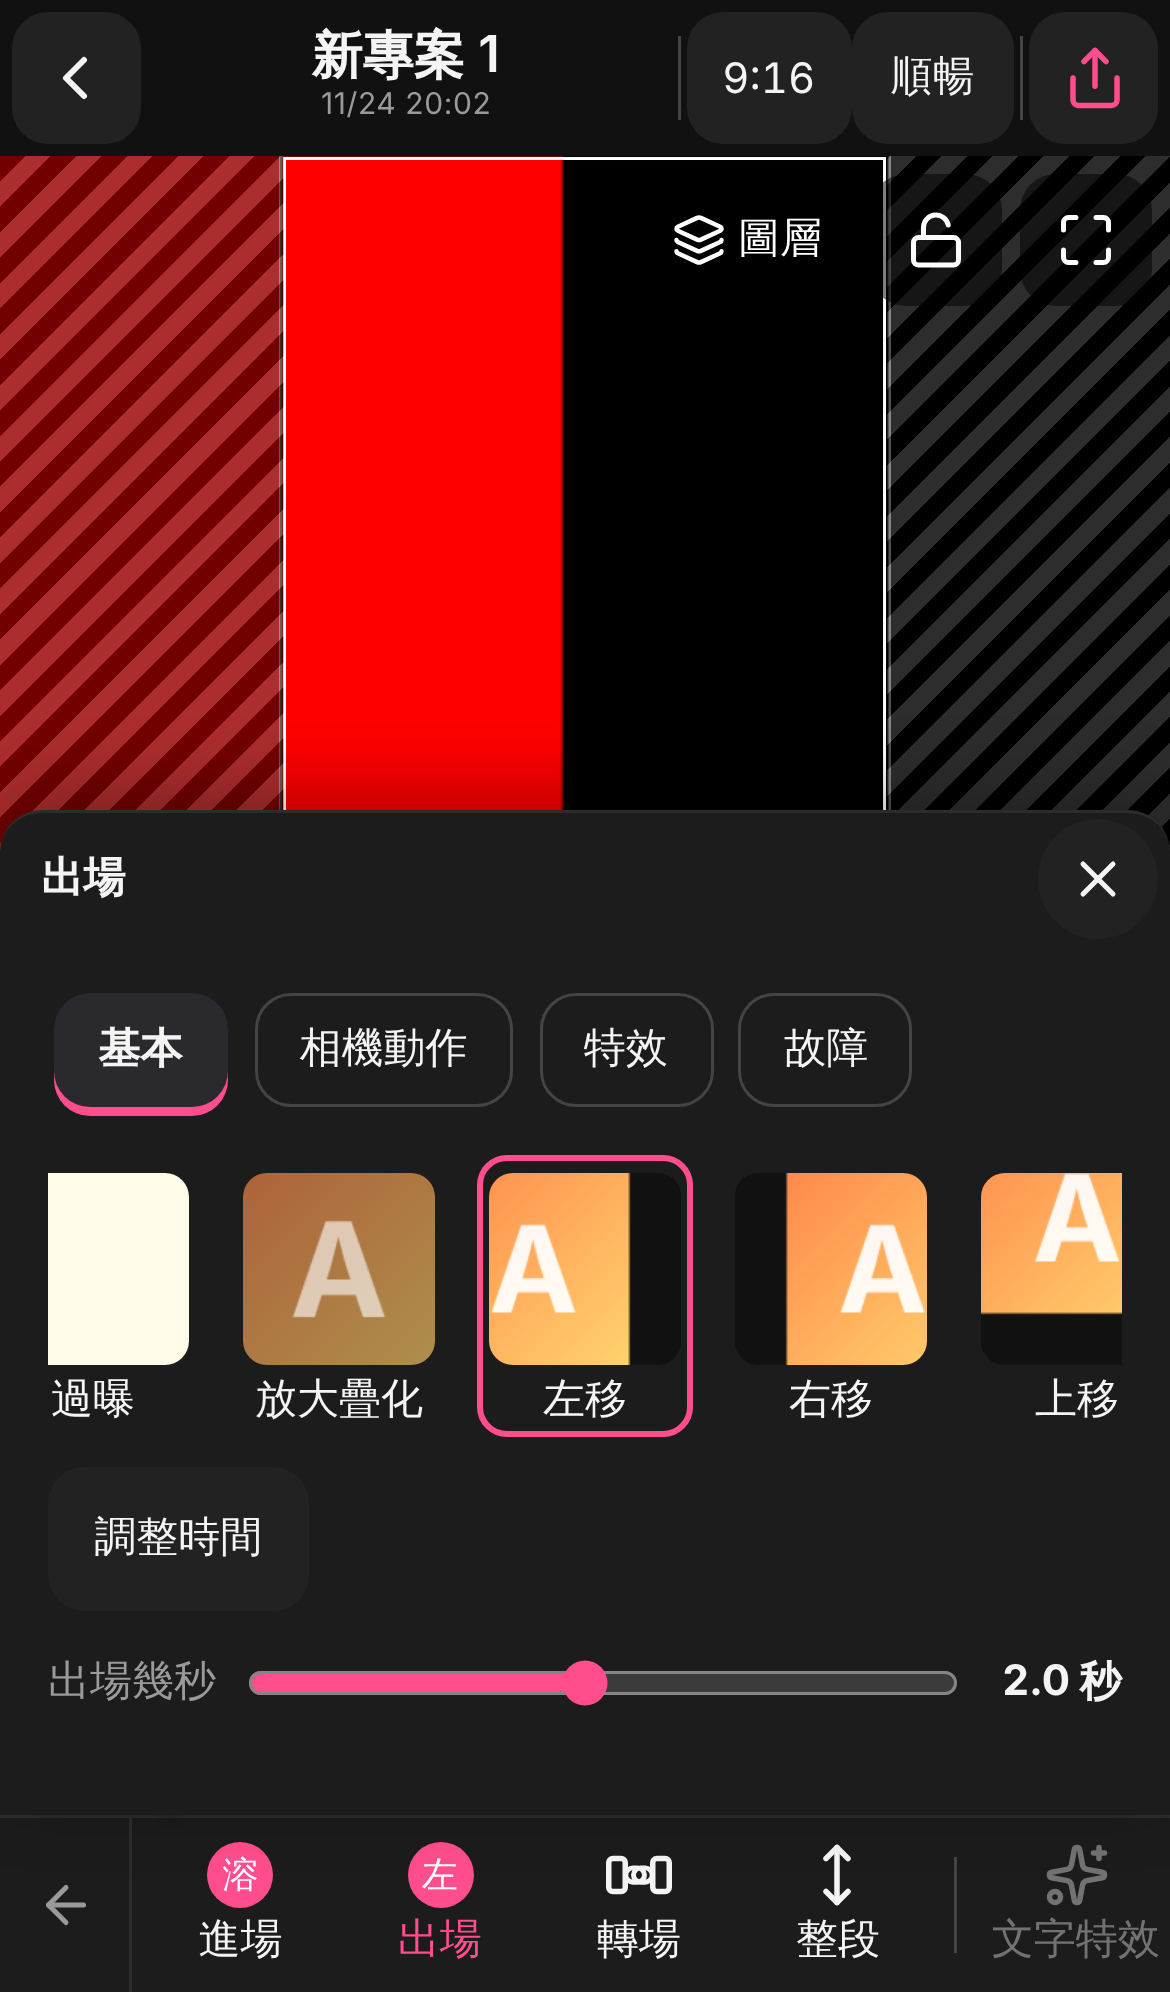 新專案 1
11/24 20:02
9:16
順暢
圖層
出場
基本
相機動作
特效
故障
A
A
A
A
過曝
放大疊化
左移
右移
上移
調整時間
出場幾秒
2.0 秒
溶
進場
左
出場
轉場
整段
文字特效